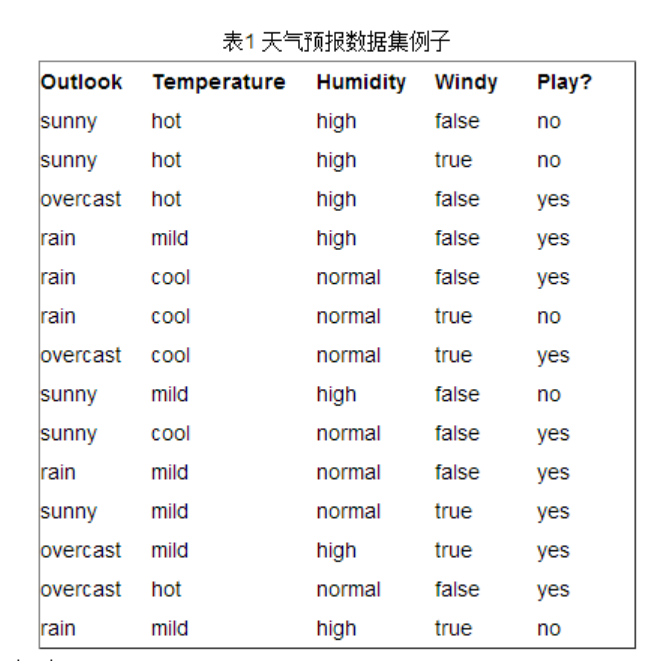 表1 天气预报数据集例子
Outlook Temperature Humidity Windy Play?
sunny hot high false no
sunny hot high true no
overcast hot high false yes
rain mild high false yes
rain cool normal false yes
rain cool normal true no
overcast cool normal true yes
sunny mild high false no
sunny cool normal false yes
rain mild normal false yes
sunny mild normal true yes
overcast mild high true yes
overcast hot normal false yes
rain mild high true no